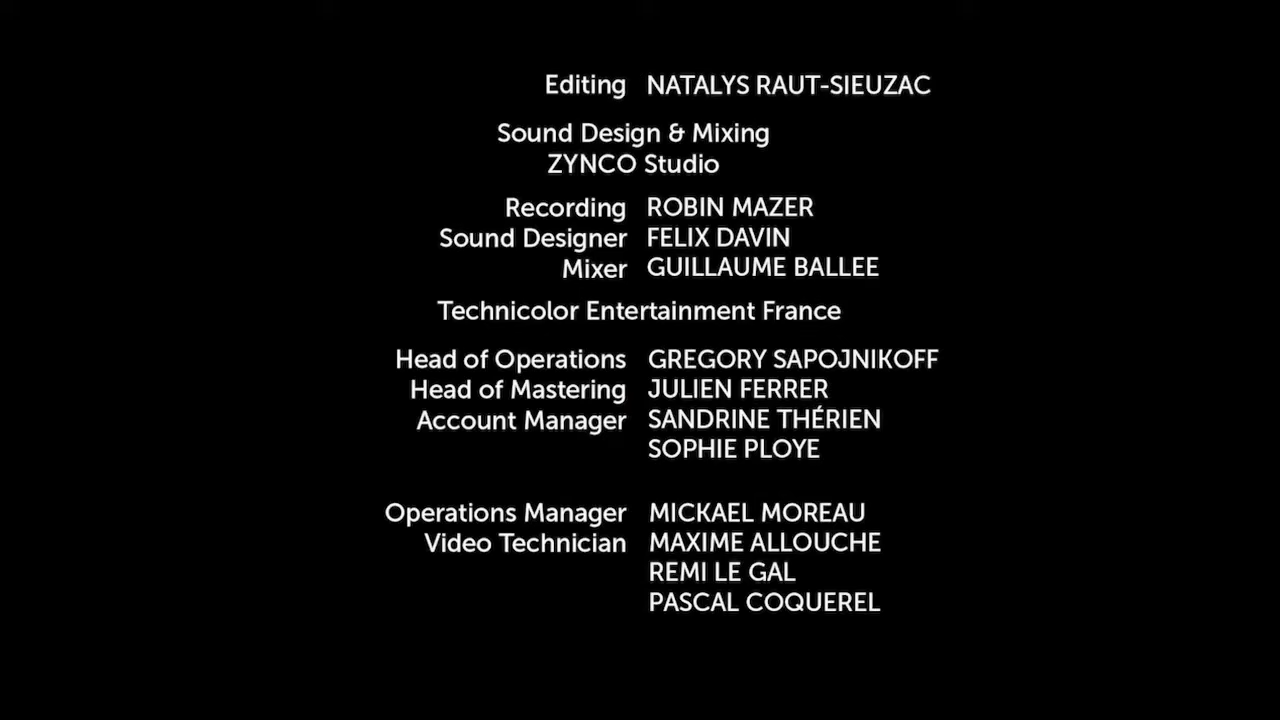 Editing NATALYS RAUT-SIEUZAC
Sound Design & Mixing
ZYNCO Studio
Recording ROBIN MAZER
Sound Designer FELIX DAVIN
Mixer GUILLAUME BALLEE
Technicolor Entertainment France
Head of Operations GREGORY SAPOJNIKOFF
Head of Mastering JULIEN FERRER
Account Manager SANDRINE THÉRIEN
SOPHIE PLOYE
Operations Manager MICKAEL MOREAU
Video Technician MAXIME ALLOUCHE
REMI LE GAL
PASCAL COQUEREL